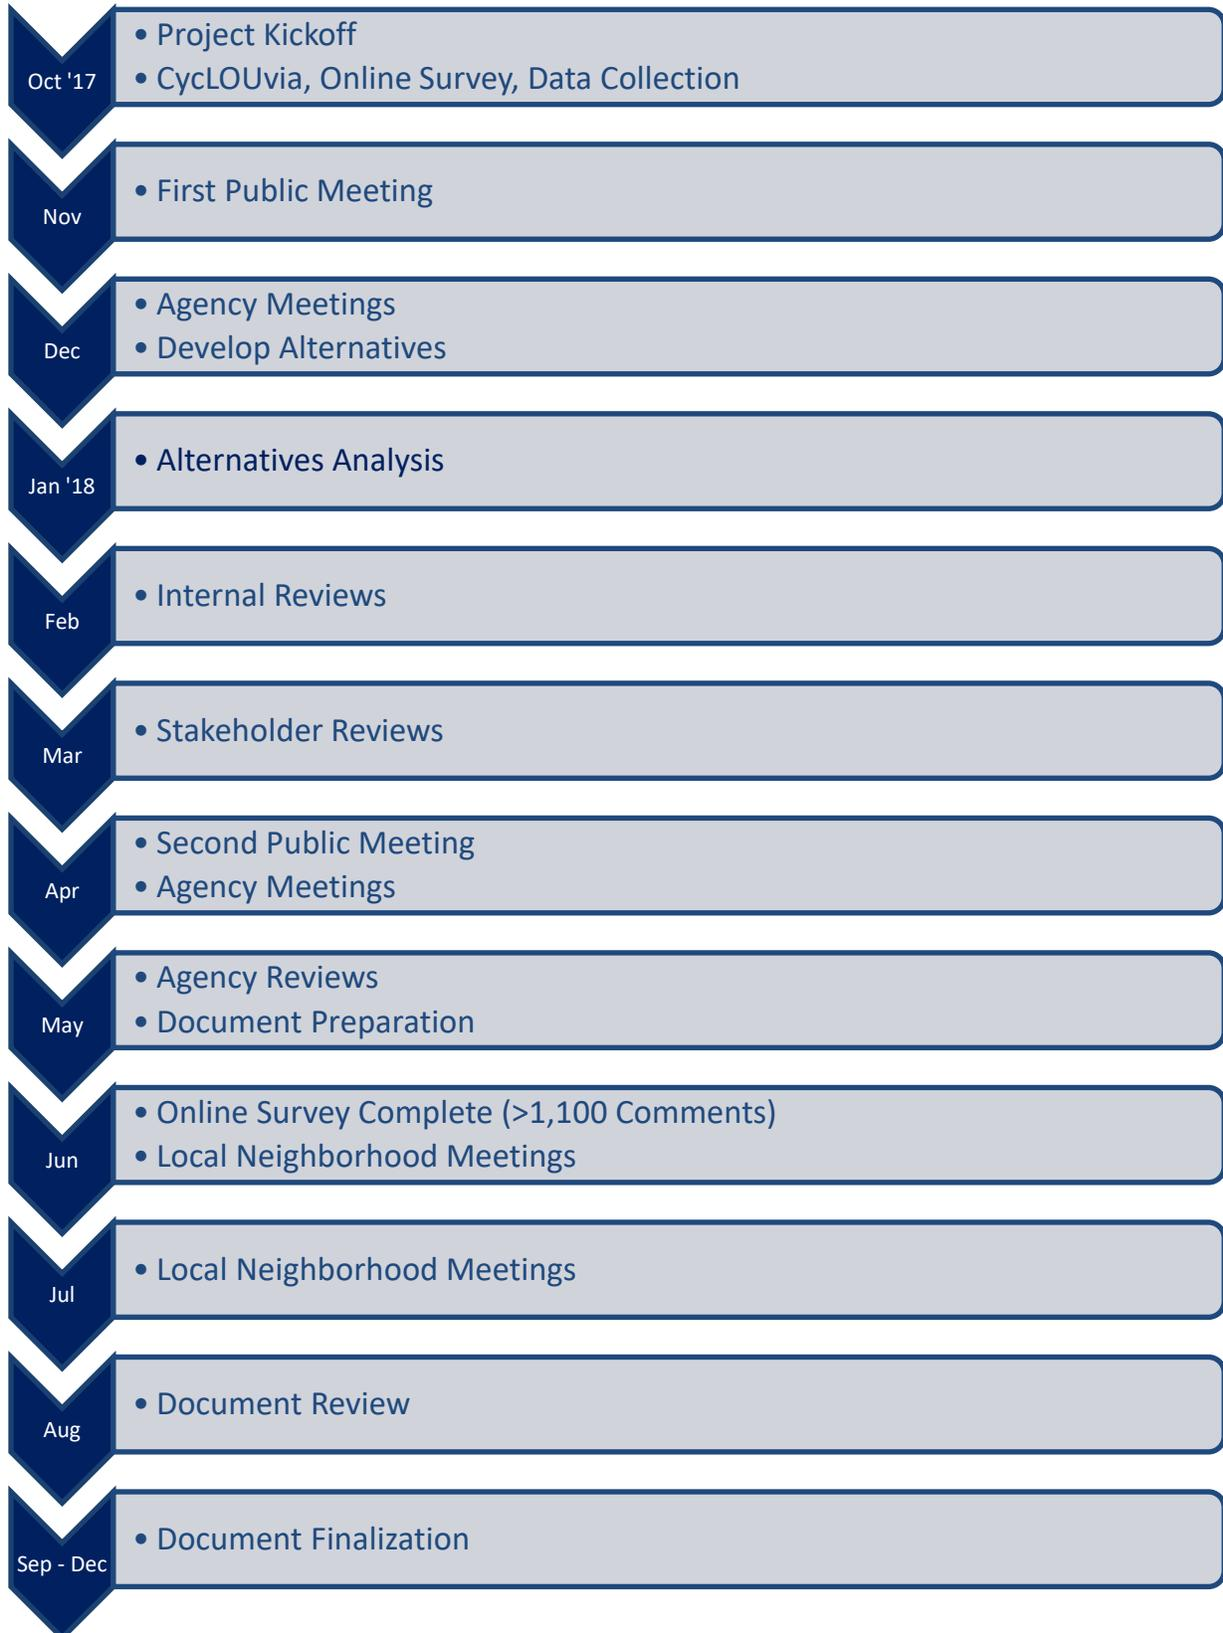 Oct '17
• Project Kickoff
• CycLOUvia, Online Survey, Data Collection
Nov
• First Public Meeting
Dec
• Agency Meetings
• Develop Alternatives
Jan '18
• Alternatives Analysis
Feb
• Internal Reviews
Mar
• Stakeholder Reviews
Apr
• Second Public Meeting
• Agency Meetings
May
• Agency Reviews
• Document Preparation
Jun
• Online Survey Complete (>1,100 Comments)
• Local Neighborhood Meetings
Jul
• Local Neighborhood Meetings
Aug
• Document Review
Sep - Dec
• Document Finalization